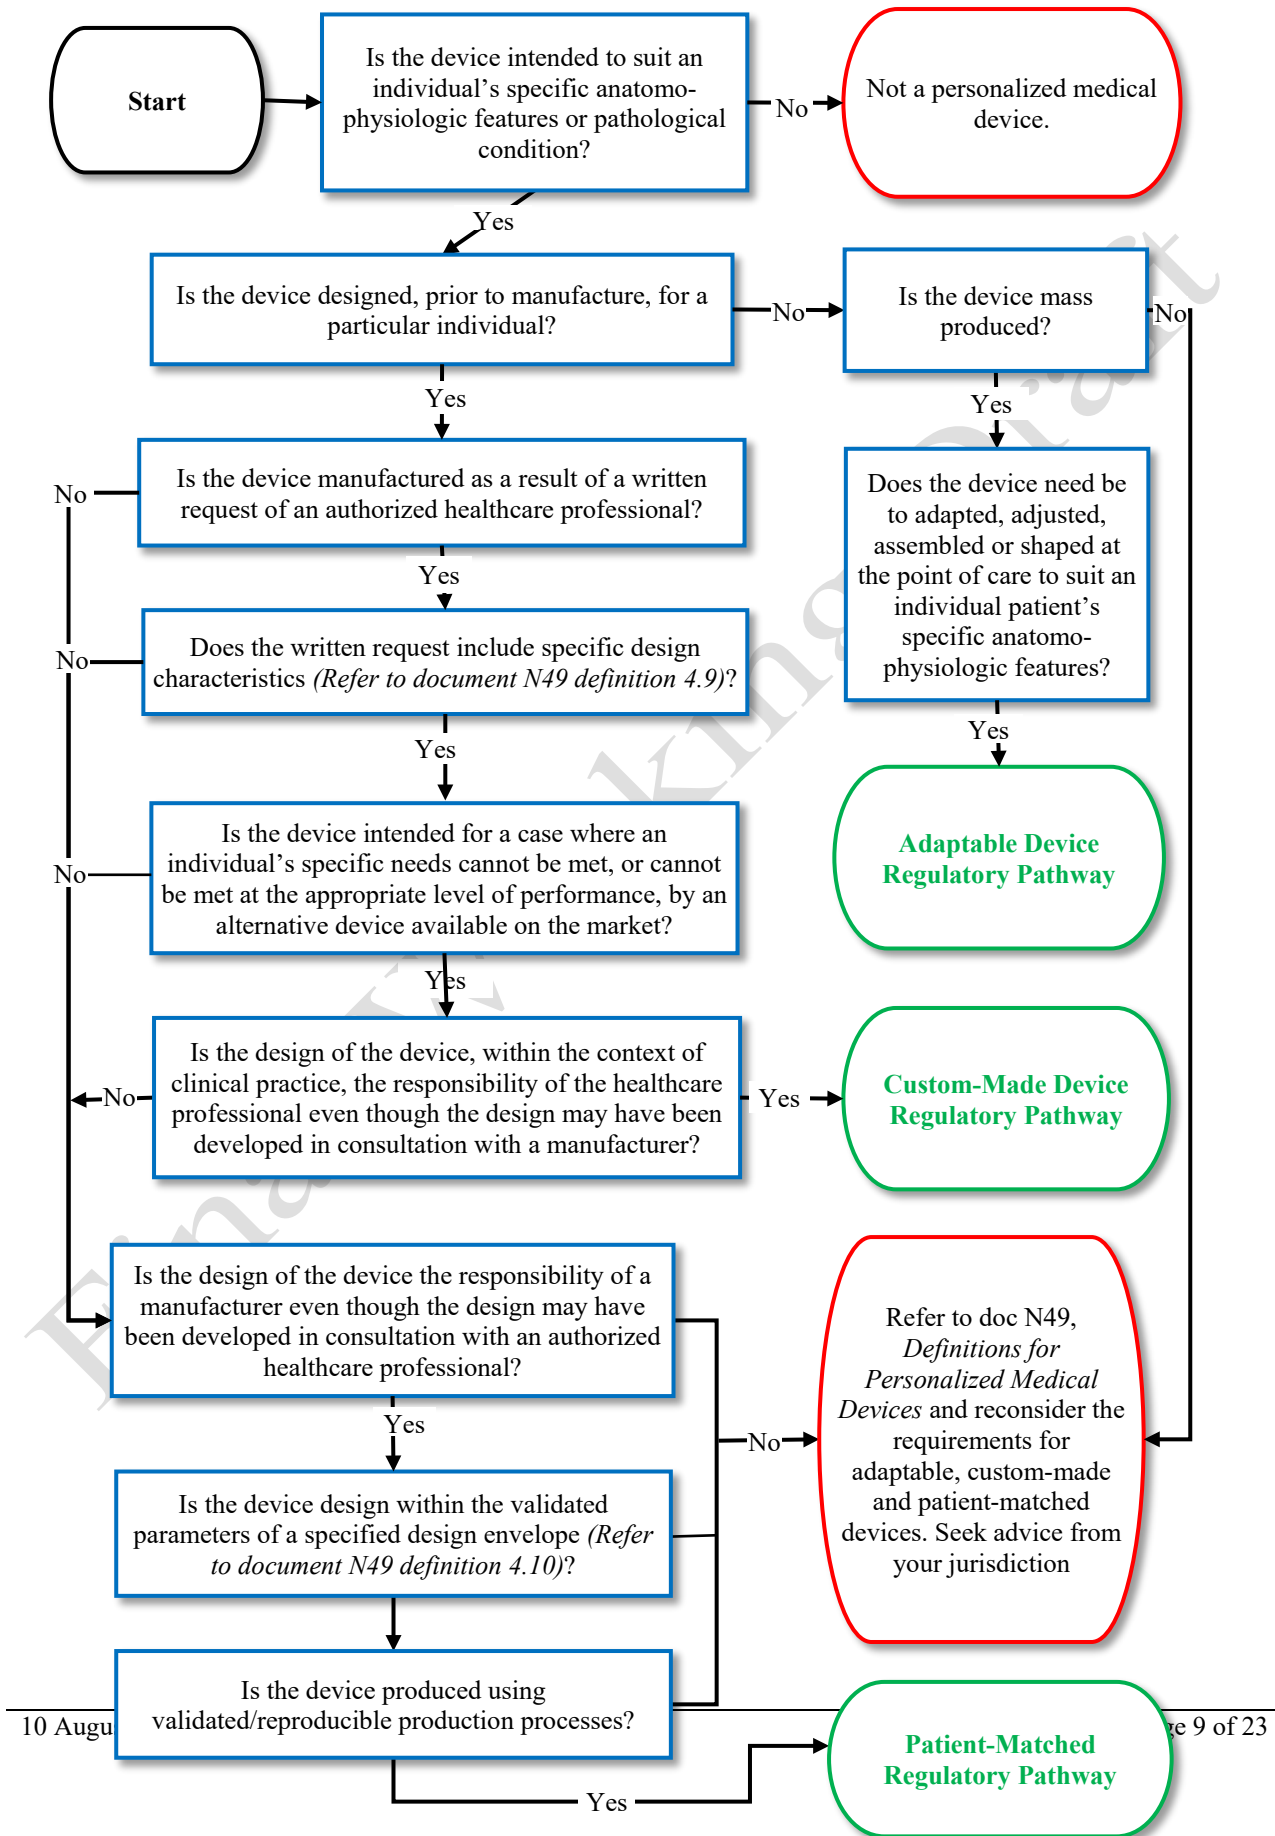 Start
Is the device intended to suit an
individual’s specific anatomo-
physiologic features or pathological
condition?
No
Not a personalized medical
device.
Yes
Is the device designed, prior to manufacture, for a
particular individual?
No
Is the device mass
produced?
No
Yes
Yes
Is the device manufactured as a result of a written
request of an authorized healthcare professional?
No
Does the device need be
to adapted, adjusted,
assembled or shaped at
the point of care to suit an
individual patient’s
specific anatomo-
physiologic features?
Yes
Does the written request include specific design
characteristics (Refer to document N49 definition 4.9)?
No
Yes
Yes
Adaptable Device
Regulatory Pathway
Is the device intended for a case where an
individual’s specific needs cannot be met, or cannot
be met at the appropriate level of performance, by an
alternative device available on the market?
No
Yes
Is the design of the device, within the context of
clinical practice, the responsibility of the healthcare
professional even though the design may have been
developed in consultation with a manufacturer?
No
Yes
Custom-Made Device
Regulatory Pathway
Is the design of the device the responsibility of a
manufacturer even though the design may have
been developed in consultation with an authorized
healthcare professional?
Yes
No
Refer to doc N49,
Definitions for
Personalized Medical
Devices and reconsider the
requirements for
adaptable, custom-made
and patient-matched
devices. Seek advice from
your jurisdiction
Is the device design within the validated
parameters of a specified design envelope (Refer
to document N49 definition 4.10)?
Is the device produced using
validated/reproducible production processes?
Yes
Patient-Matched
Regulatory Pathway
10
9 of 23